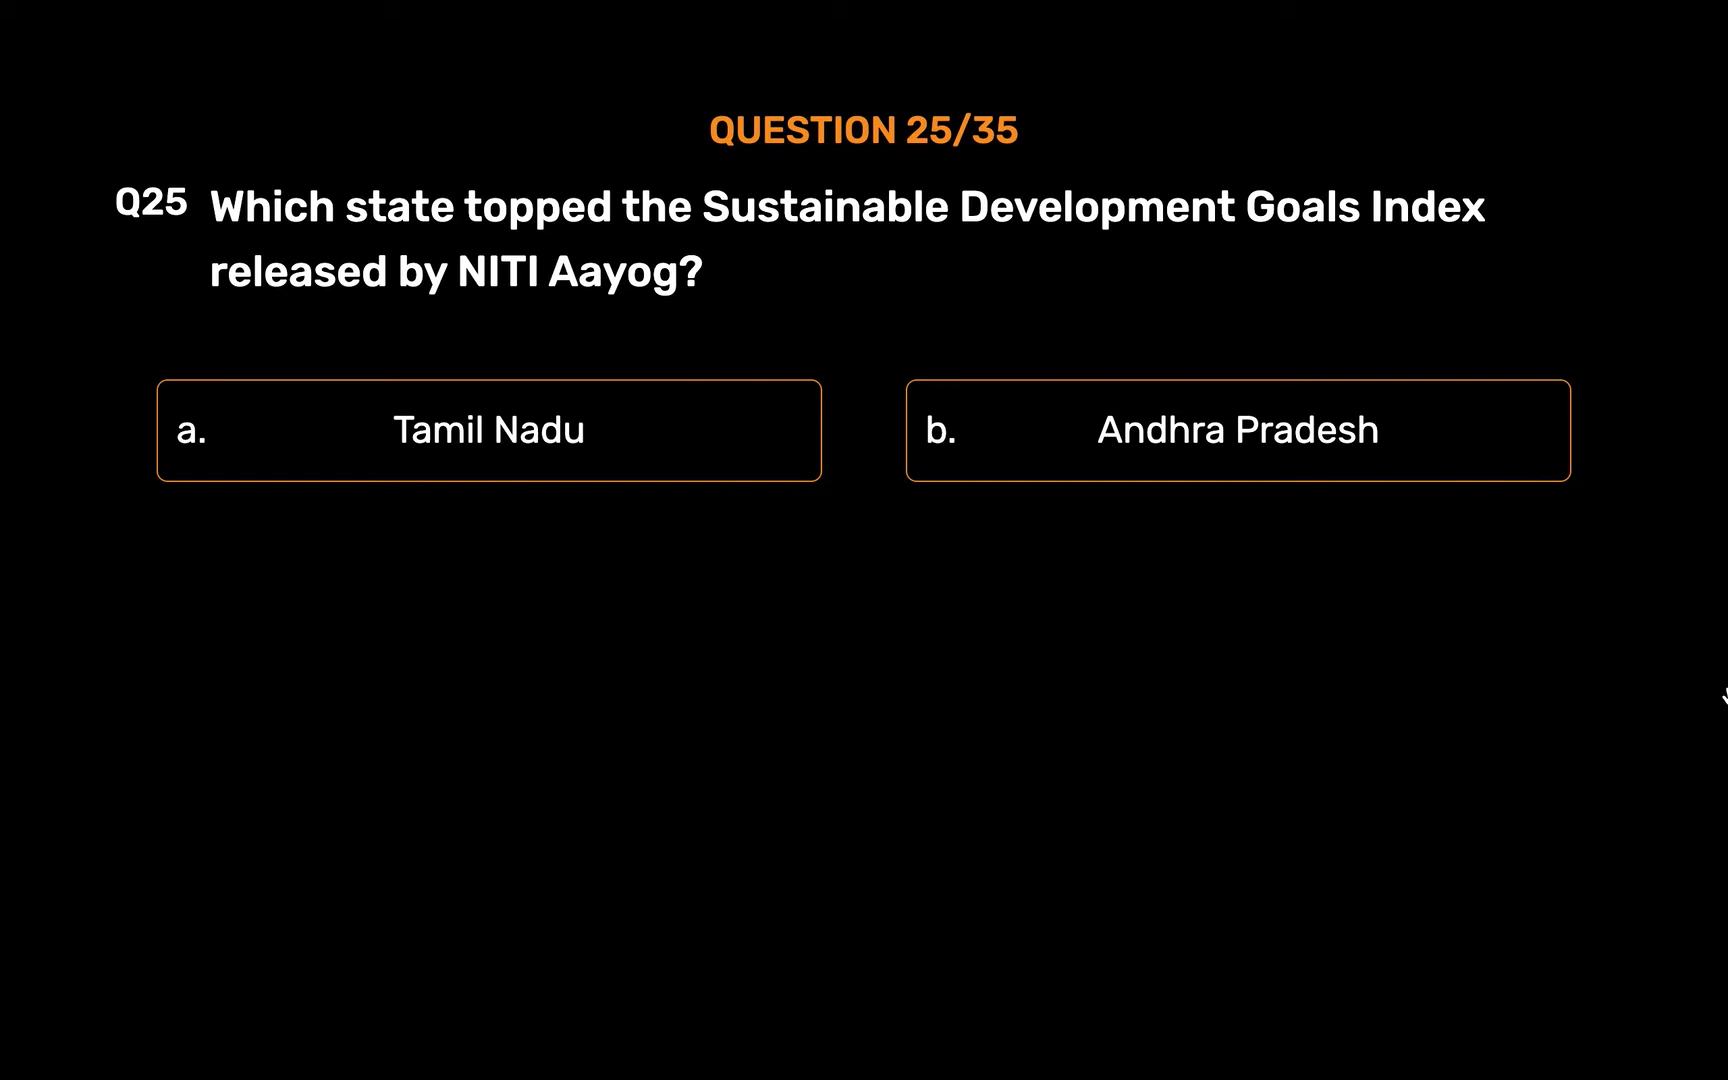 QUESTION 25/35
Q25 Which state topped the Sustainable Development Goals Index
released by NITI Aayog?
a. Tamil Nadu
b. Andhra Pradesh